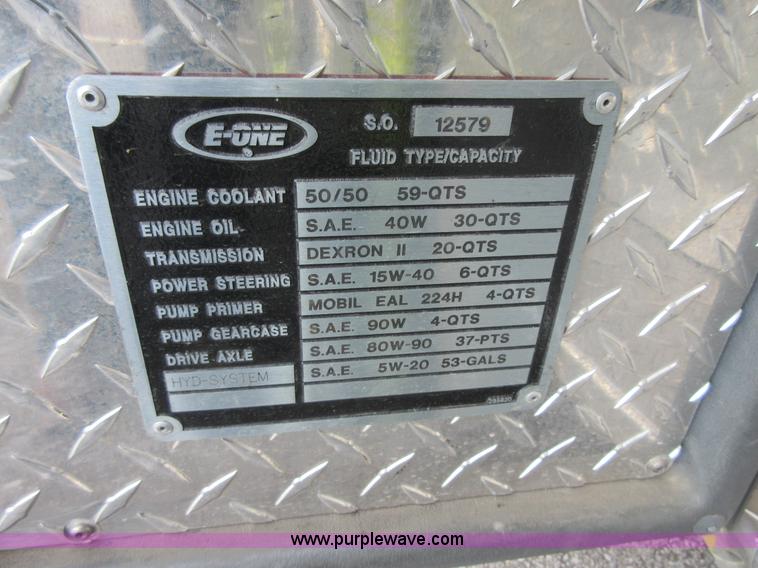 E-ONE
®
S.O. 12579
FLUID TYPE/CAPACITY
ENGINE COOLANT 50/50 59-QTS
ENGINE OIL S.A.E. 40W 30-QTS
TRANSMISSION DEXRON II 20-QTS
POWER STEERING S.A.E. 15W-40 6-QTS
PUMP PRIMER MOBIL EAL 224H 4-QTS
PUMP GEARCASE S.A.E. 90W 4-QTS
DRIVE AXLE S.A.E. 80W-90 37-PTS
HYD-SYSTEM S.A.E. 5W-20 53-GALS
www.purplewave.com